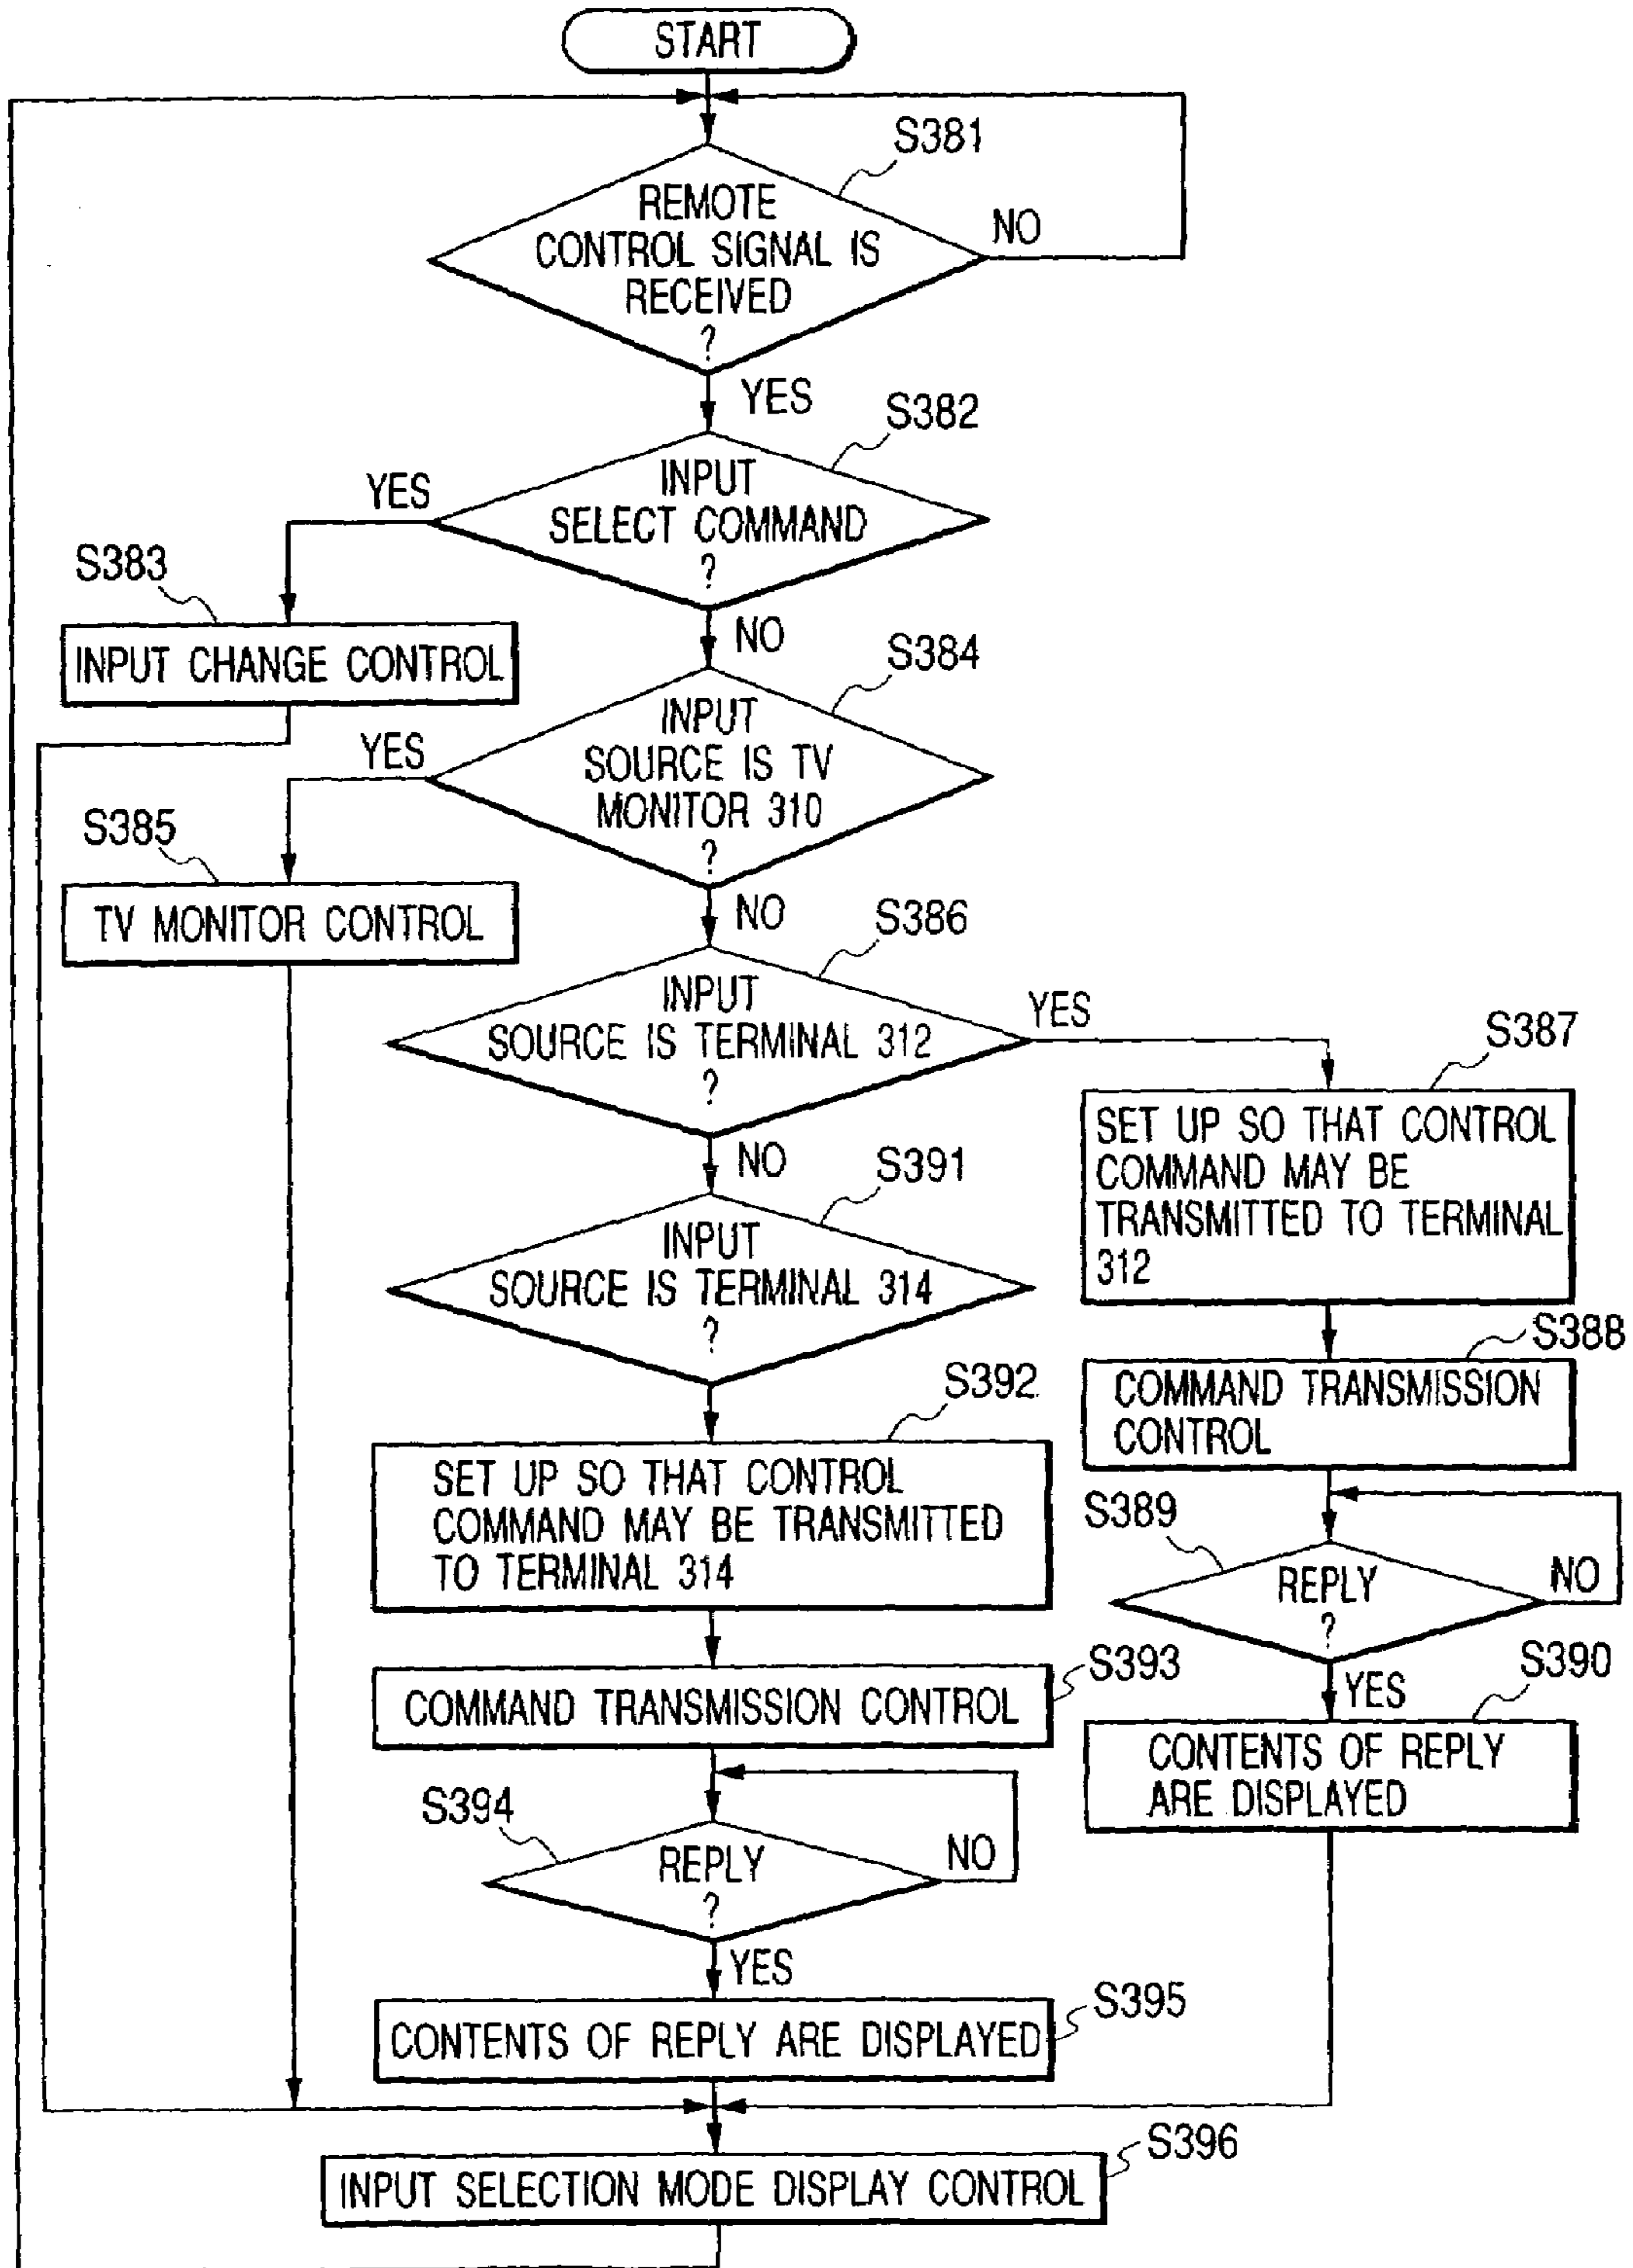 START
S381
REMOTE
CONTROL SIGNAL IS
RECEIVED
?
NO
YES
S382
INPUT
SELECT COMMAND
?
YES
S383
INPUT CHANGE CONTROL
NO
S384
INPUT
SOURCE IS TV
MONITOR 310
?
YES
S385
TV MONITOR CONTROL
NO
S386
INPUT
SOURCE IS TERMINAL 312
?
YES
S387
SET UP SO THAT CONTROL
COMMAND MAY BE
TRANSMITTED TO TERMINAL
312
NO
S391
INPUT
SOURCE IS TERMINAL 314
?
S388
COMMAND TRANSMISSION
CONTROL
S392
SET UP SO THAT CONTROL
COMMAND MAY BE TRANSMITTED
TO TERMINAL 314
S389
REPLY
?
NO
YES
S390
CONTENTS OF REPLY
ARE DISPLAYED
S393
COMMAND TRANSMISSION CONTROL
S394
REPLY
?
NO
YES
S395
CONTENTS OF REPLY ARE DISPLAYED
S396
INPUT SELECTION MODE DISPLAY CONTROL